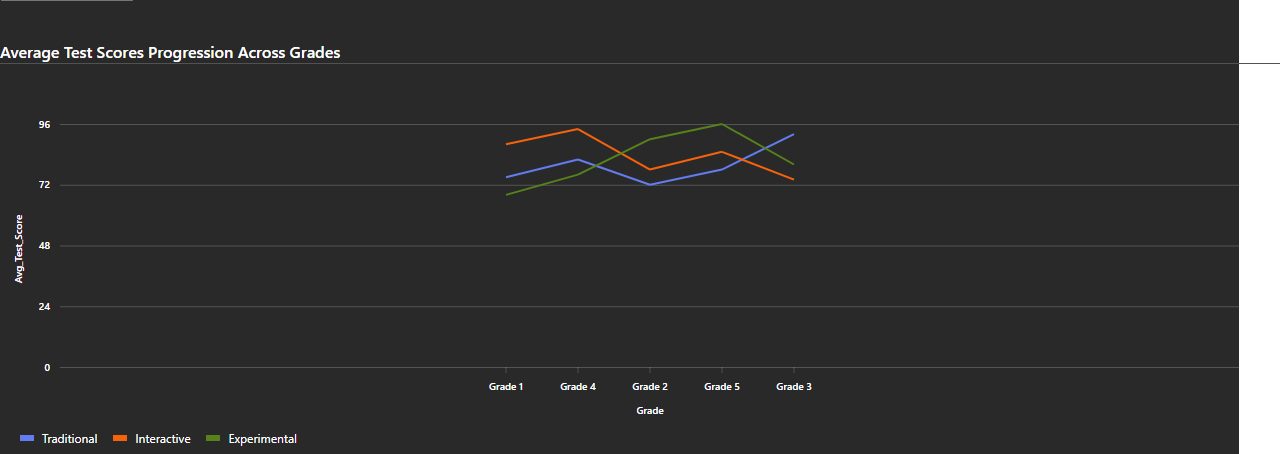 Average Test Scores Progression Across Grades
96
72
48
24
0
Avg_Test_Score
Grade 1 Grade 4 Grade 2 Grade 5 Grade 3
Grade
Traditional Interactive Experimental